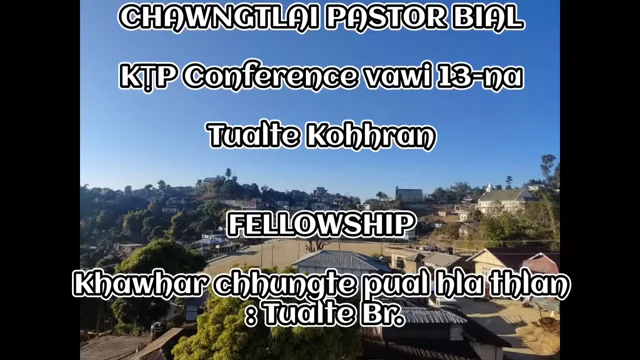 CHAWNGTLAI PASTOR BIAL
KṬP Conference vawi 13-na
Tualte Kohhran
FELLOWSHIP
Khawhar chhungte pual hla thlan
: Tualte Br.